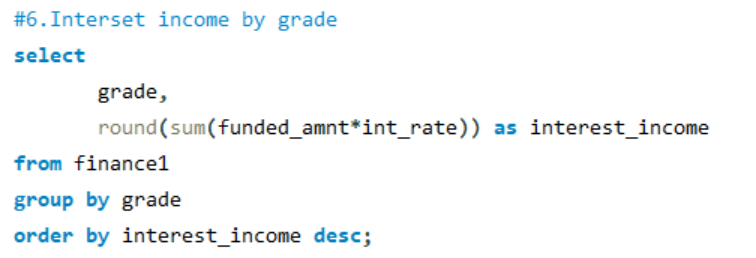 #6.Interset income by grade
select
grade,
round(sum(funded_amnt*int_rate)) as interest_income
from finance1
group by grade
order by interest_income desc;